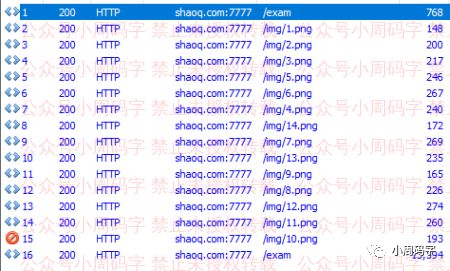 1 200 HTTP shaoq.com:7777 /exam 768
2 200 HTTP shaoq.com:7777 /img/1.png 148
3 200 HTTP shaoq.com:7777 /img/2.png 200
4 200 HTTP shaoq.com:7777 /img/3.png 217
5 200 HTTP shaoq.com:7777 /img/5.png 246
6 200 HTTP shaoq.com:7777 /img/6.png 267
7 200 HTTP shaoq.com:7777 /img/4.png 240
8 200 HTTP shaoq.com:7777 /img/14.png 172
9 200 HTTP shaoq.com:7777 /img/7.png 269
10 200 HTTP shaoq.com:7777 /img/13.png 235
11 200 HTTP shaoq.com:7777 /img/9.png 165
12 200 HTTP shaoq.com:7777 /img/8.png 226
13 200 HTTP shaoq.com:7777 /img/12.png 274
14 200 HTTP shaoq.com:7777 /img/11.png 260
15 200 HTTP shaoq.com:7777 /img/10.png 193
16 200 HTTP shaoq.com:7777 /exam
小周码字
公众号小周码字 禁止未授权转载